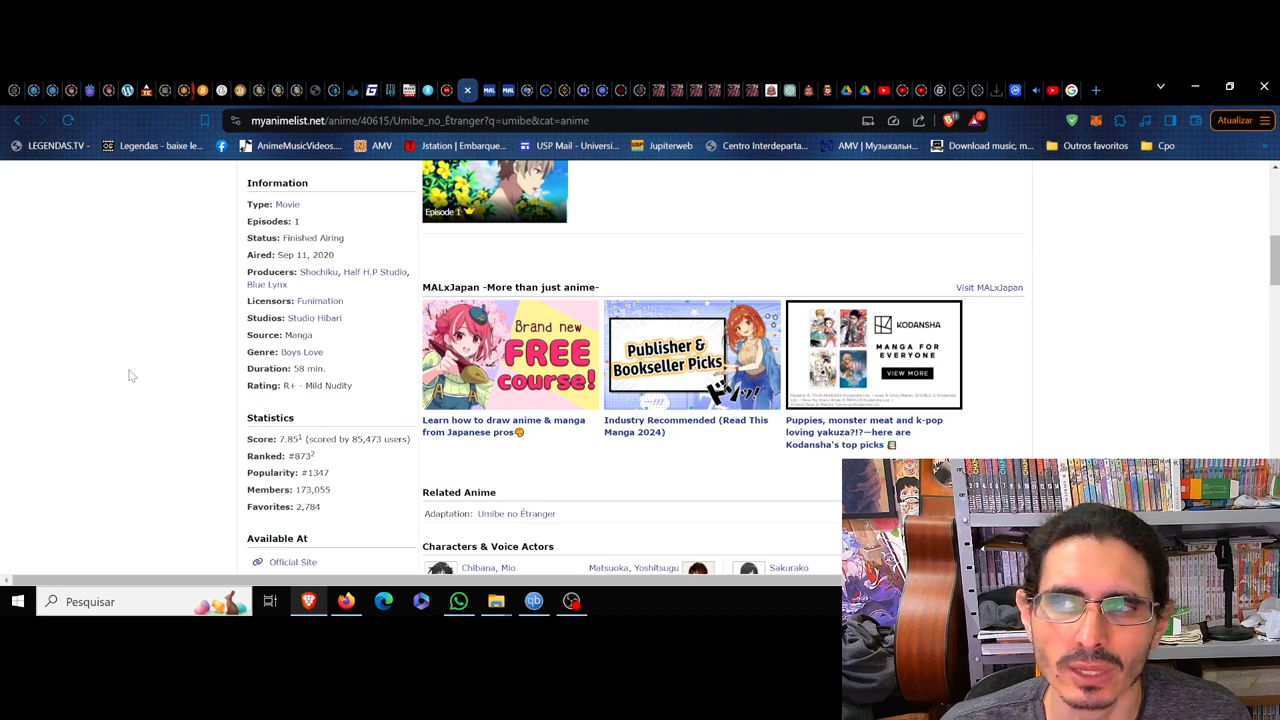 myanimelist.net/anime/40615/Umibe_no_Étranger?q=umibe&cat=anime
Atualizar
LEGENDAS.TV -
Legendas - baixe le...
AnimeMusicVideos....
AMV
Jstation | Embarque...
USP Mail - Universi...
Jupiterweb
Centro Interdeparta...
AMV | Музыкальн...
Download music, m...
Outros favoritos
Cpo
Information
Type: Movie
Episodes: 1
Status: Finished Airing
Aired: Sep 11, 2020
Producers: Shochiku, Half H.P Studio,
Blue Lynx
Licensors: Funimation
Studios: Studio Hibari
Source: Manga
Genre: Boys Love
Duration: 58 min.
Rating: R+ - Mild Nudity
Statistics
Score: 7.85¹ (scored by 85,473 users)
Ranked: #873²
Popularity: #1347
Members: 173,055
Favorites: 2,784
Available At
Official Site
Episode 1
MALxJapan -More than just anime-
Visit MALxJapan
Brand new
FREE
course!
Publisher &
Bookseller Picks
KODANSHA
MANGA FOR
EVERYONE
VIEW MORE
Learn how to draw anime & manga
from Japanese pros
Industry Recommended (Read This
Manga 2024)
Puppies, monster meat and k-pop
loving yakuza?!?—here are
Kodansha's top picks
Related Anime
Adaptation: Umibe no Étranger
Characters & Voice Actors
Chibana, Mio
Matsuoka, Yoshitsugu
Sakurako
Pesquisar